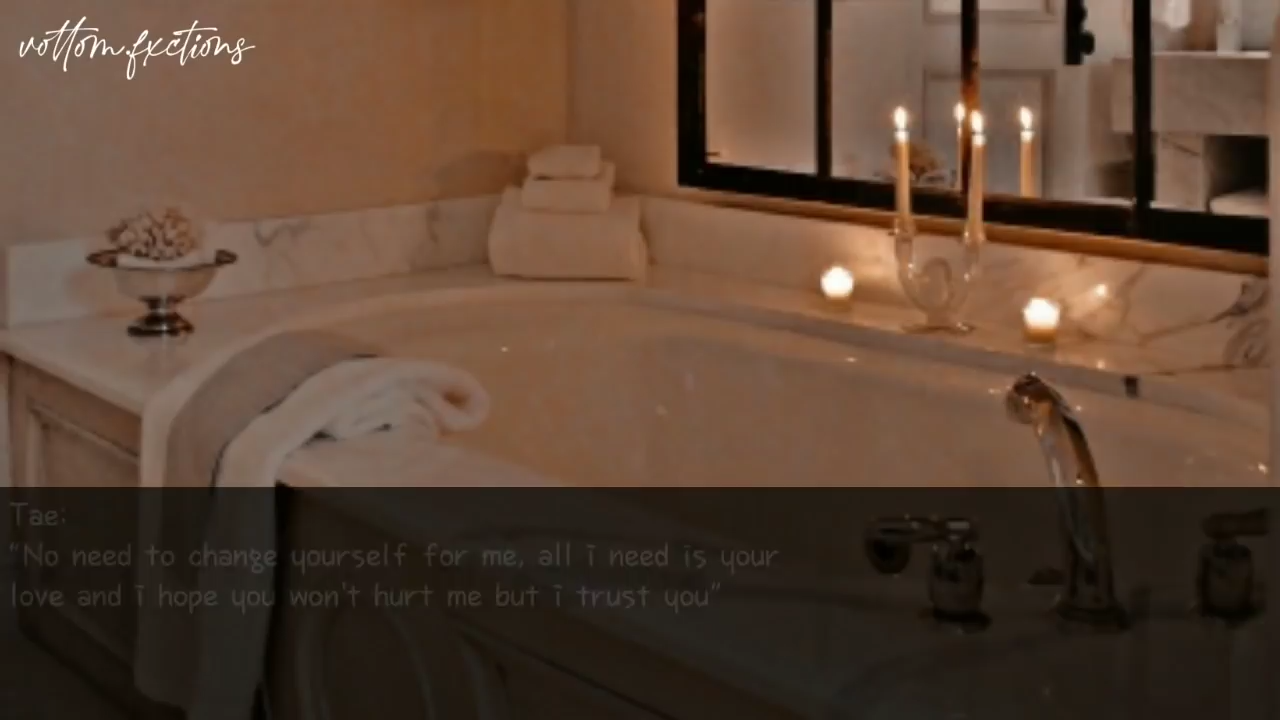 vottom.fxctions
Tae:
"No need to change yourself for me, all i need is your
love and i hope you won't hurt me but i trust you"